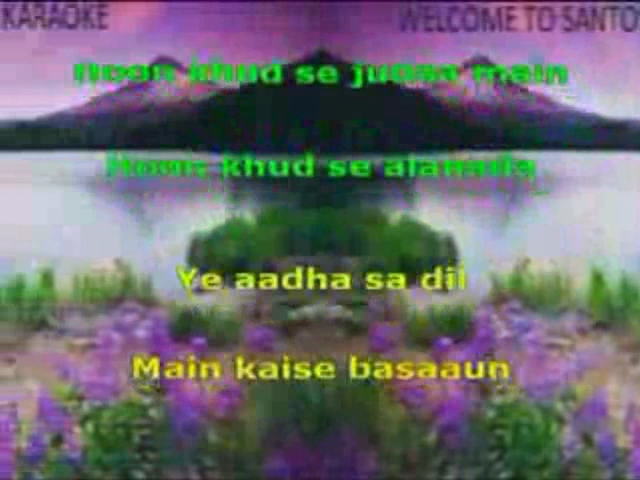 KARAOKE
WELCOME TO SANTO
Hoon khud se judaa main
Hoon khud se
Ye aadha sa dil
Main kaise basaaun